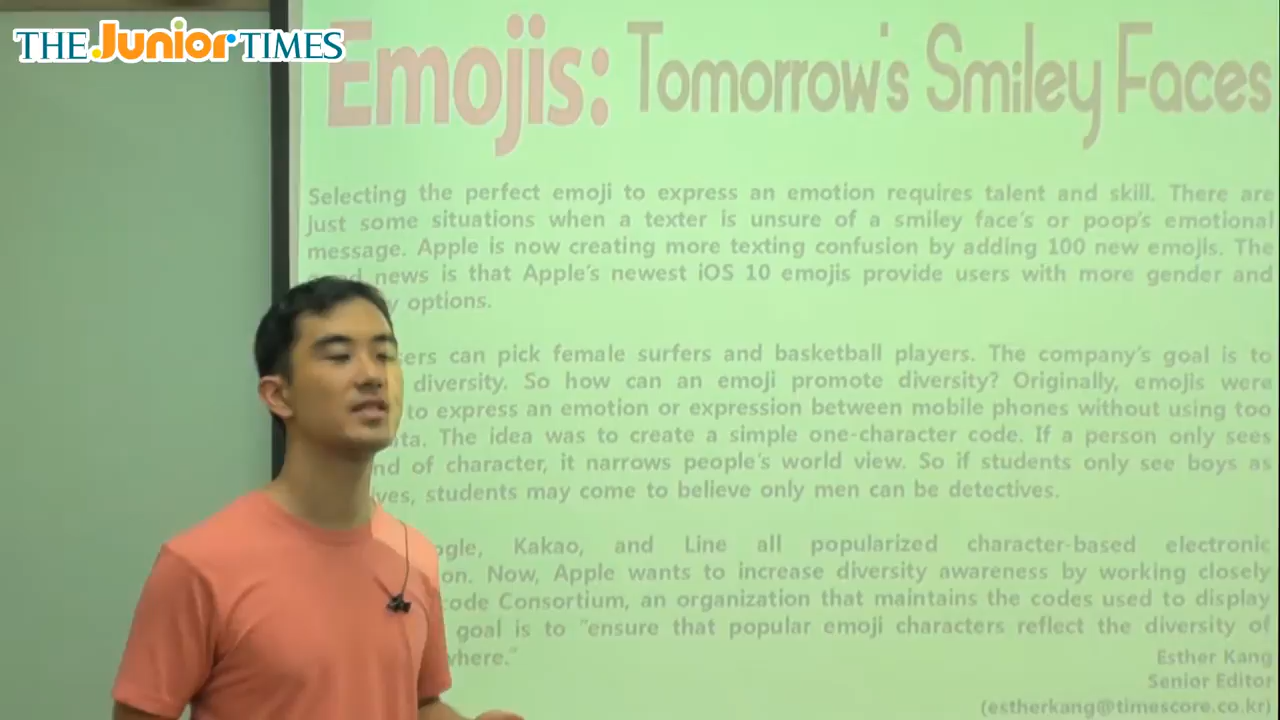 THE Junior TIMES
Emojis: Tomorrow's Smiley Faces
Selecting the perfect emoji to express an emotion requires talent and skill. There are
just some situations when a texter is unsure of a smiley face's or poop's emotional
message. Apple is now creating more texting confusion by adding 100 new emojis. The
good news is that Apple's newest iOS 10 emojis provide users with more gender and
options.
can pick female surfers and basketball players. The company's goal is to
diversity. So how can an emoji promote diversity? Originally, emojis were
to express an emotion or expression between mobile phones without using too
The idea was to create a simple one-character code. If a person only sees
of character, it narrows people's world view. So if students only see boys as
students may come to believe only men can be detectives.
Kakao, and Line all popularized character-based electronic
Now, Apple wants to increase diversity awareness by working closely
Consortium, an organization that maintains the codes used to display
goal is to "ensure that popular emoji characters reflect the diversity of
Esther Kang
Senior Editor
(estherkang@timescore.co.kr)